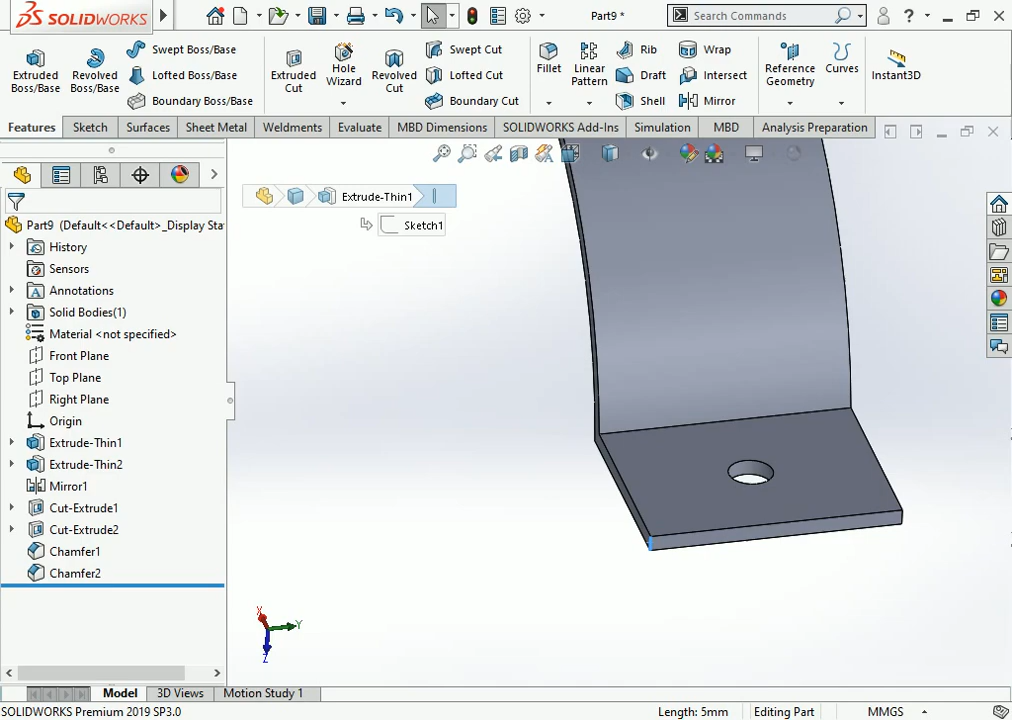 SOLIDWORKS
Part9 *
Search Commands
?
Extruded Boss/Base
Revolved Boss/Base
Swept Boss/Base
Lofted Boss/Base
Boundary Boss/Base
Extruded Cut
Hole Wizard
Revolved Cut
Swept Cut
Lofted Cut
Boundary Cut
Fillet
Linear Pattern
Rib
Draft
Shell
Wrap
Intersect
Mirror
Reference Geometry
Curves
Instant3D
Features
Sketch
Surfaces
Sheet Metal
Weldments
Evaluate
MBD Dimensions
SOLIDWORKS Add-Ins
Simulation
MBD
Analysis Preparation
Extrude-Thin1
Sketch1
Part9 (Default<<Default>_Display Sta
History
Sensors
Annotations
Solid Bodies(1)
Material <not specified>
Front Plane
Top Plane
Right Plane
Origin
Extrude-Thin1
Extrude-Thin2
Mirror1
Cut-Extrude1
Cut-Extrude2
Chamfer1
Chamfer2
X
Y
Z
Model
3D Views
Motion Study 1
SOLIDWORKS Premium 2019 SP3.0
Length: 5mm
Editing Part
MMGS